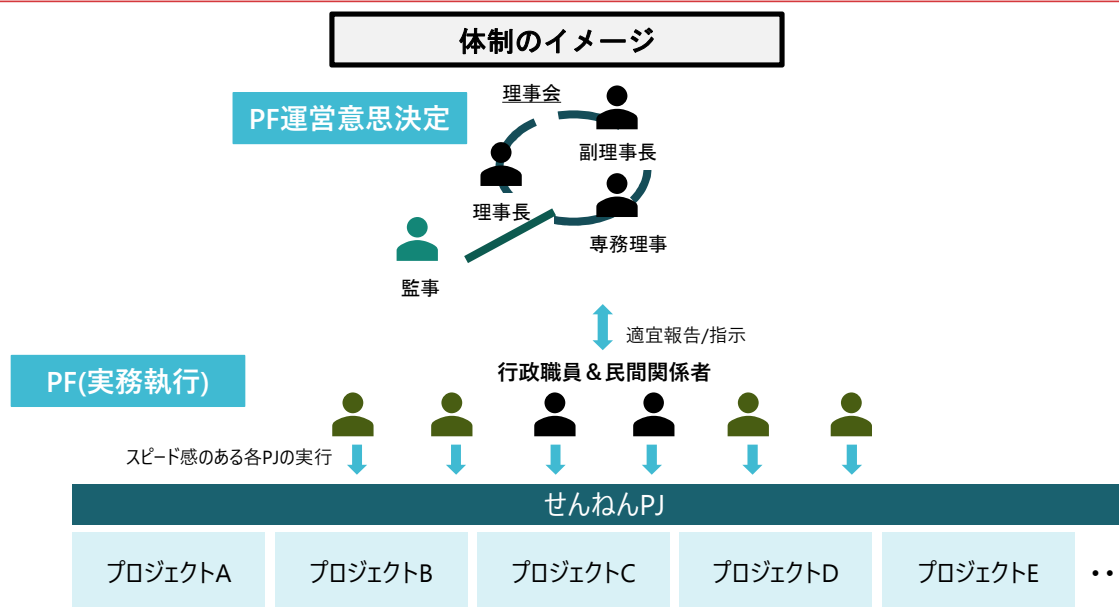 体制のイメージ
理事会
PF運営意思決定
副理事長
理事長
専務理事
監事
適宜報告/指示
行政職員＆民間関係者
PF(実務執行)
スピード感のある各PJの実行
せんねんPJ
プロジェクトA
プロジェクトB
プロジェクトC
プロジェクトD
プロジェクトE
・・